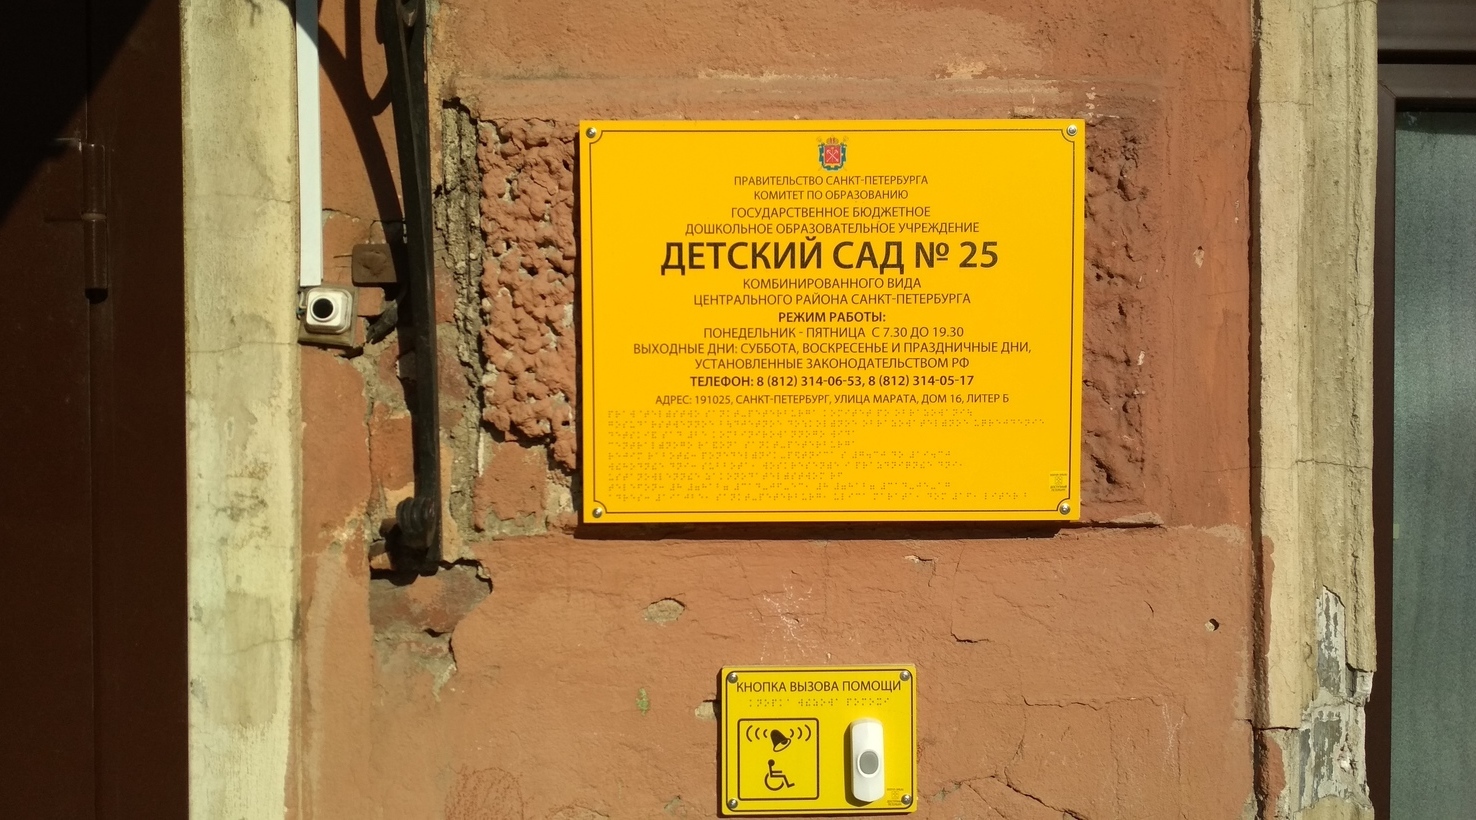 ПРАВИТЕЛЬСТВО САНКТ-ПЕТЕРБУРГА
КОМИТЕТ ПО ОБРАЗОВАНИЮ
ГОСУДАРСТВЕННОЕ БЮДЖЕТНОЕ
ДОШКОЛЬНОЕ ОБРАЗОВАТЕЛЬНОЕ УЧРЕЖДЕНИЕ
ДЕТСКИЙ САД № 25
КОМБИНИРОВАННОГО ВИДА
ЦЕНТРАЛЬНОГО РАЙОНА САНКТ-ПЕТЕРБУРГА
РЕЖИМ РАБОТЫ:
ПОНЕДЕЛЬНИК - ПЯТНИЦА С 7.30 ДО 19.30
ВЫХОДНЫЕ ДНИ: СУББОТА, ВОСКРЕСЕНЬЕ И ПРАЗДНИЧНЫЕ ДНИ,
УСТАНОВЛЕННЫЕ ЗАКОНОДАТЕЛЬСТВОМ РФ
ТЕЛЕФОН: 8 (812) 314-06-53, 8 (812) 314-05-17
АДРЕС: 191025, САНКТ-ПЕТЕРБУРГ, УЛИЦА МАРАТА, ДОМ 16, ЛИТЕР Б
КНОПКА ВЫЗОВА ПОМОЩИ